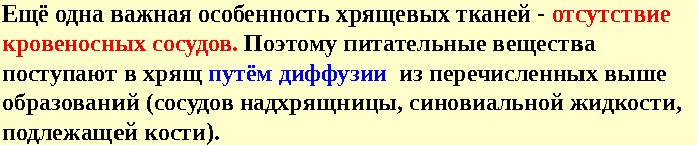 Ещё одна важная особенность хрящевых тканей - отсутствие
кровеносных сосудов. Поэтому питательные вещества
поступают в хрящ путём диффузии из перечисленных выше
образований (сосудов надхрящницы, синовиальной жидкости,
подлежащей кости).